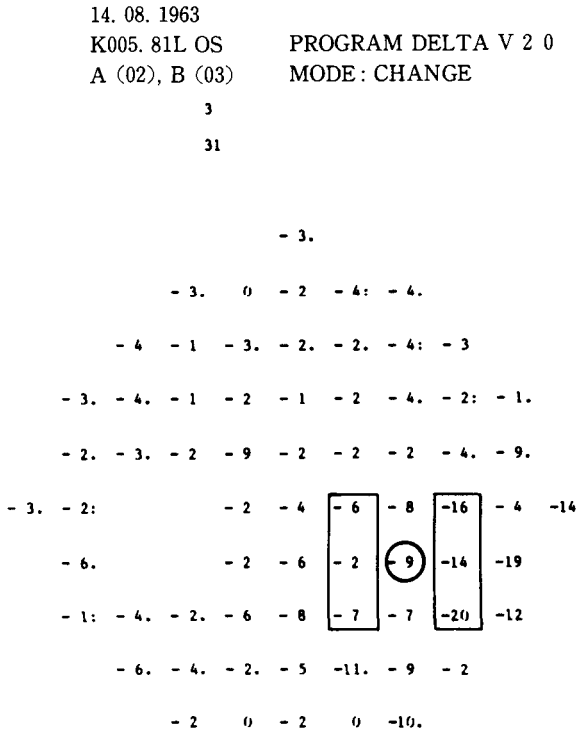 14. 08. 1963
K005. 81L OS PROGRAM DELTA V 2 0
A (02), B (03) MODE: CHANGE
3
31
- 3.
- 3. 0 - 2 - 4: - 4.
- 4 - 1 - 3. - 2. - 2. - 4: - 3
- 3. - 4. - 1 - 2 - 1 - 2 - 4. - 2: - 1.
- 2. - 3. - 2 - 9 - 2 - 2 - 2 - 4. - 9.
- 3. - 2: - 2 - 4 - 6 - 8 -16 - 4 -14
- 6. - 2 - 6 - 2 - 9 -14 -19
- 1: - 4. - 2. - 6 - 8 - 7 - 7 -20 -12
- 6. - 4. - 2. - 5 -11. - 9 - 2
- 2 0 - 2 0 -10.